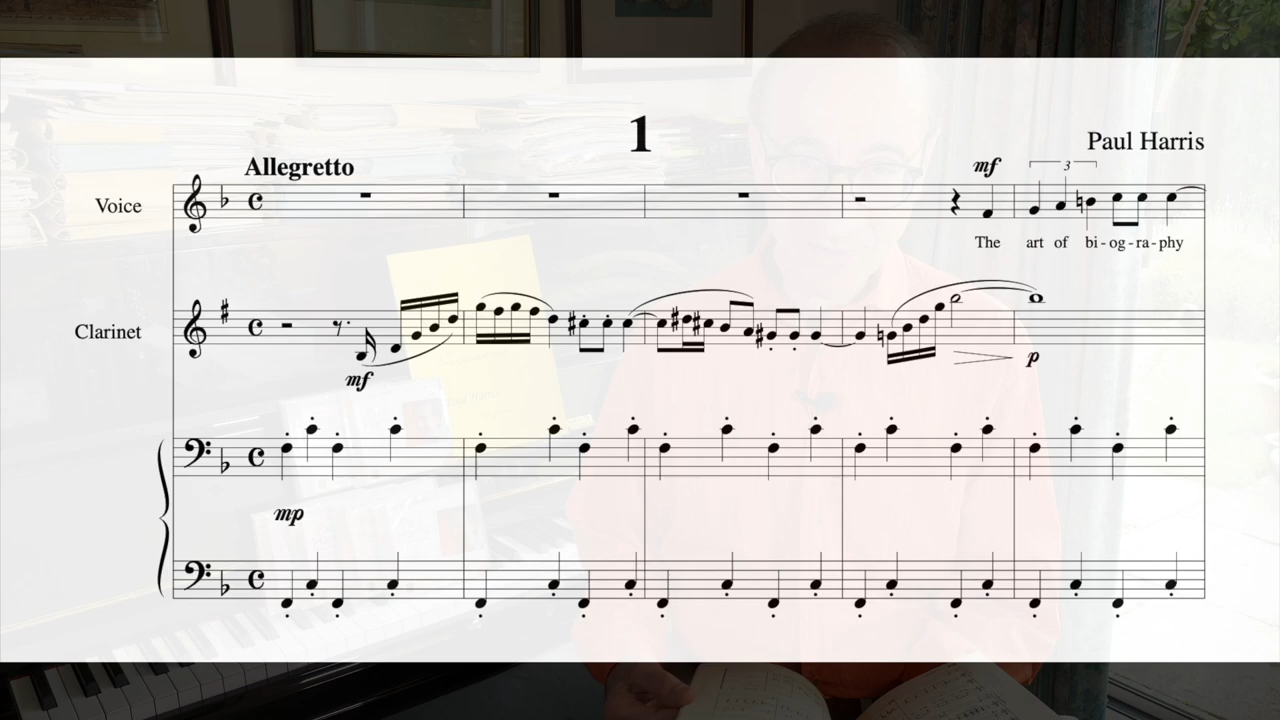 1
Paul Harris
Allegretto
mf
3
Voice
The art of bi - og - ra - phy
Clarinet
mf
p
mp